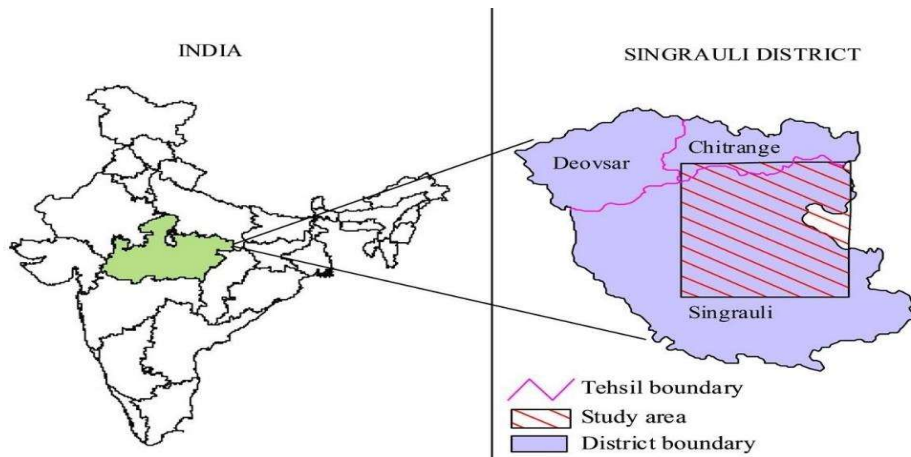 INDIA
SINGRAULI DISTRICT
Chitrange
Deovsar
Singrauli
Tehsil boundary
Study area
District boundary